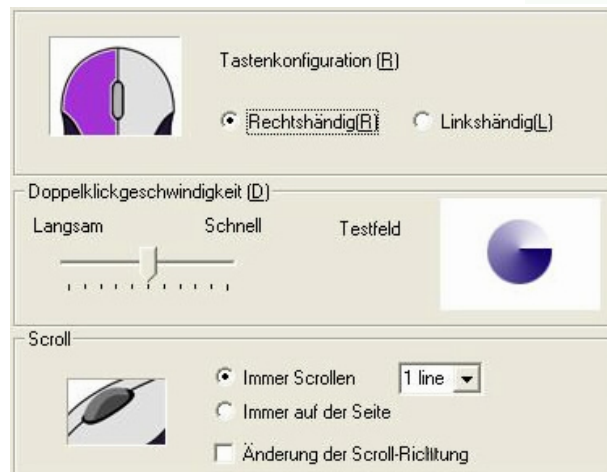 Tastenkonfiguration (R)
Rechtshändig(R) Linkshändig(L)
Doppelklickgeschwindigkeit (D)
Langsam Schnell Testfeld
Scroll
Immer Scrollen 1 line
Immer auf der Seite
Änderung der Scroll-Richtung